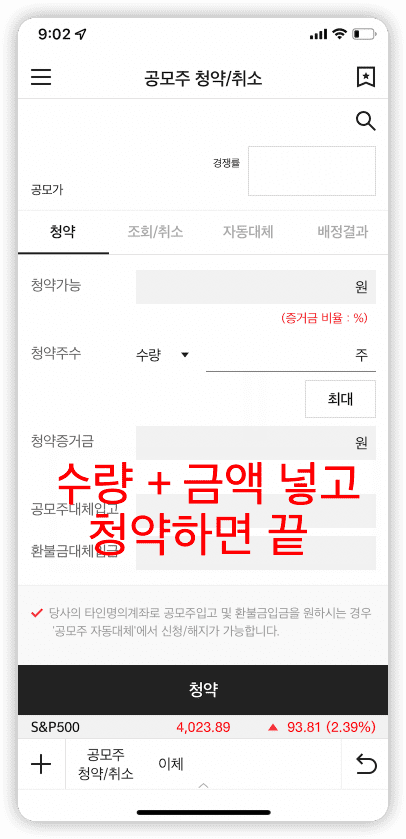 9:02
공모주 청약/취소
경쟁률
공모가
청약 조회/취소 자동대체 배정결과
청약가능 원
(증거금 비율 : %)
청약주수 수량 주
최대
청약증거금 원
수량 + 금액 넣고
공모주대체입고
청약하면 끝
환불금대체입금
당사의 타인명의계좌로 공모주입고 및 환불금입금을 원하시는 경우
'공모주 자동대체'에서 신청/해지가 가능합니다.
청약
S&P500 4,023.89 ▲ 93.81 (2.39%)
공모주
청약/취소
이체